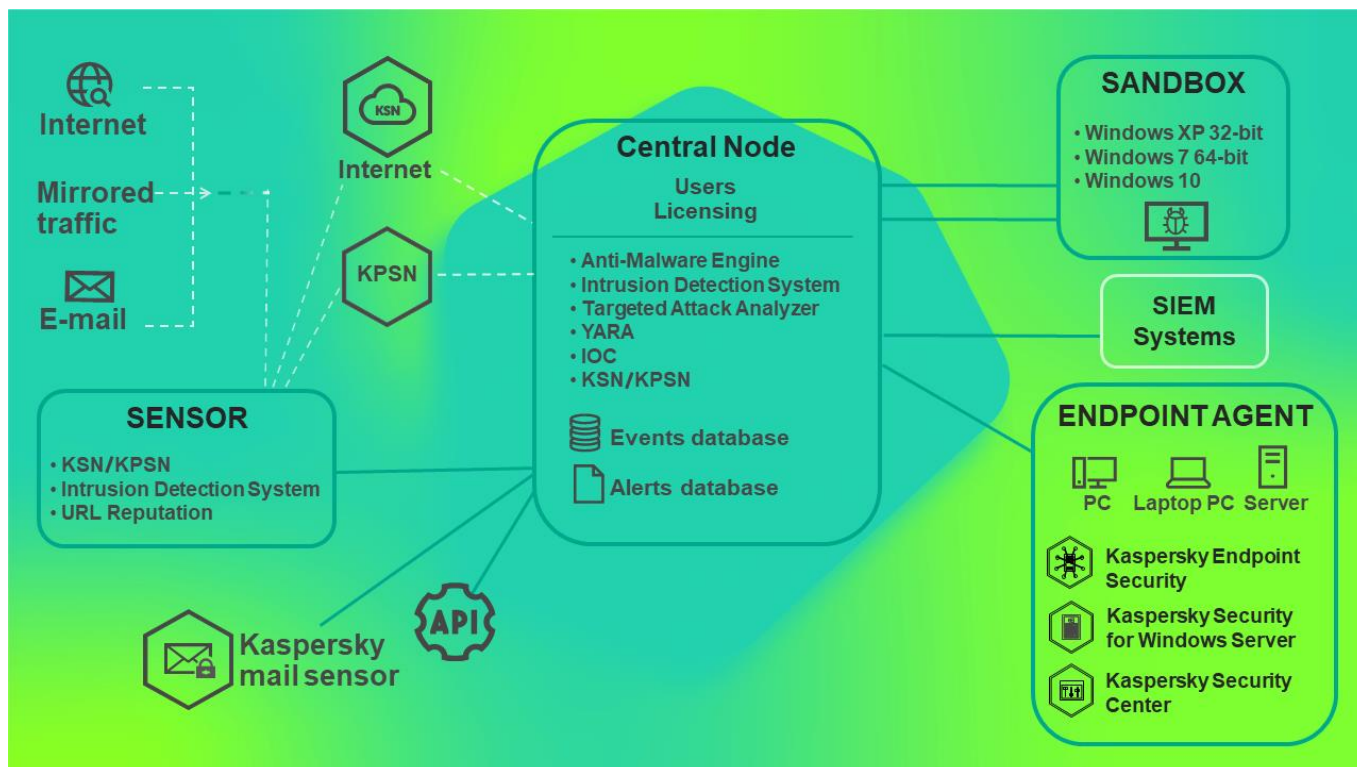 Internet
Mirrored
traffic
E-mail
KSN
Internet
KPSN
SENSOR
• KSN/KPSN
• Intrusion Detection System
• URL Reputation
Kaspersky
mail sensor
API
Central Node
Users
Licensing
• Anti-Malware Engine
• Intrusion Detection System
• Targeted Attack Analyzer
• YARA
• IOC
• KSN/KPSN
Events database
Alerts database
SANDBOX
• Windows XP 32-bit
• Windows 7 64-bit
• Windows 10
SIEM
Systems
ENDPOINT AGENT
PC Laptop PC Server
Kaspersky Endpoint
Security
Kaspersky Security
for Windows Server
Kaspersky Security
Center